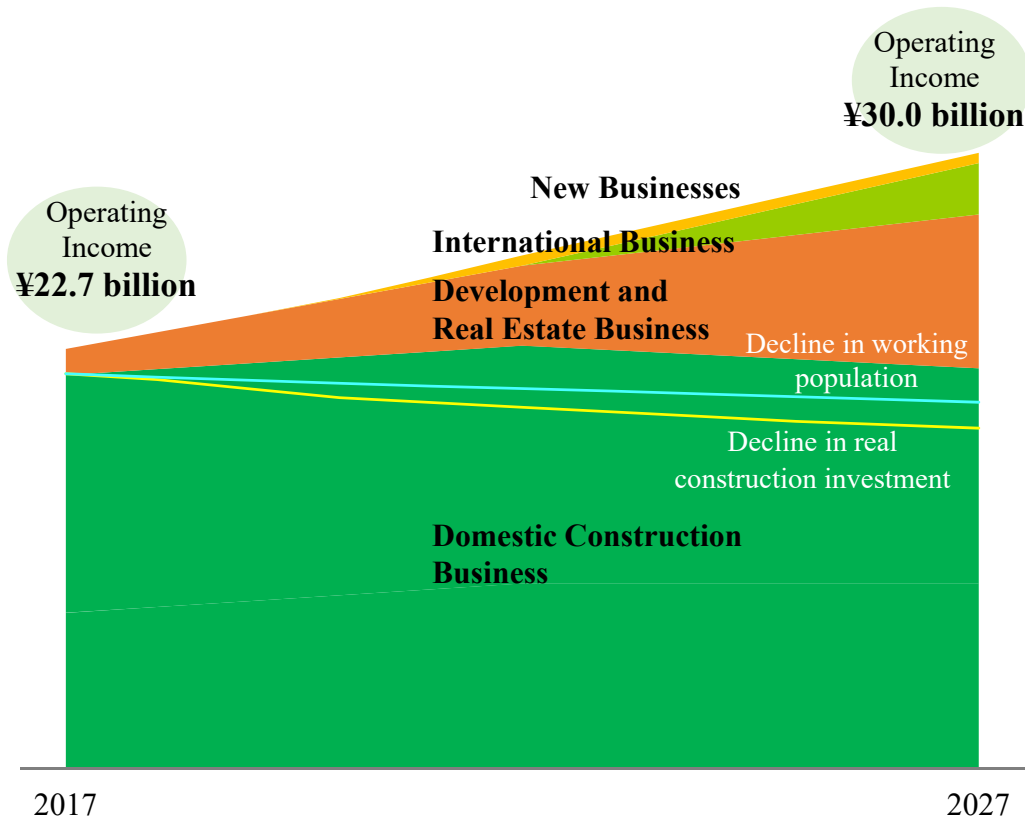 Operating
Income
¥30.0 billion
New Businesses
Operating
Income
¥22.7 billion
International Business
Development and
Real Estate Business
Decline in working
population
Decline in real
construction investment
Domestic Construction
Business
2017
2027